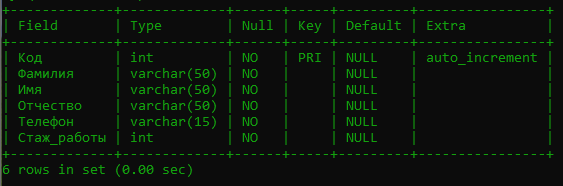 +-------------+-------------+------+-----+---------+----------------+
| Field       | Type        | Null | Key | Default | Extra          |
+-------------+-------------+------+-----+---------+----------------+
| Код         | int         | NO   | PRI | NULL    | auto_increment |
| Фамилия     | varchar(50) | NO   |     | NULL    |                |
| Имя         | varchar(50) | NO   |     | NULL    |                |
| Отчество    | varchar(50) | NO   |     | NULL    |                |
| Телефон     | varchar(15) | NO   |     | NULL    |                |
| Стаж_работы | int         | NO   |     | NULL    |                |
+-------------+-------------+------+-----+---------+----------------+
6 rows in set (0.00 sec)